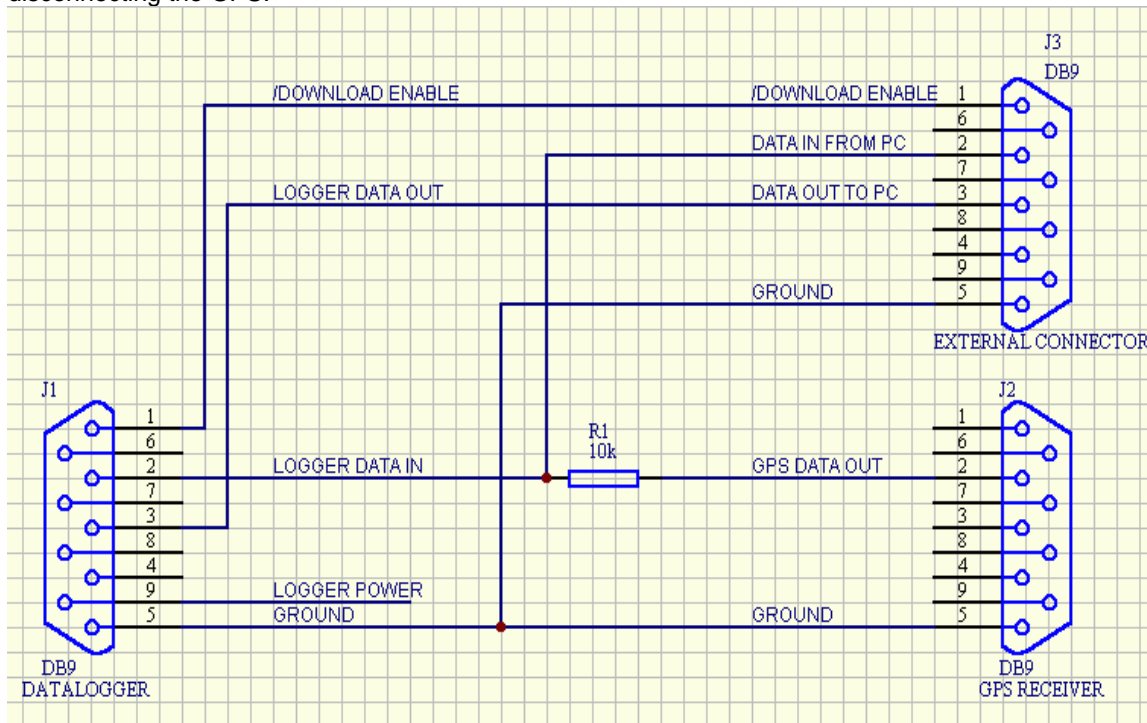 disconnecting the GPS.
J3
DB9
/DOWNLOAD ENABLE
/DOWNLOAD ENABLE
1
6
DATA IN FROM PC
2
7
LOGGER DATA OUT
DATA OUT TO PC
3
8
4
9
GROUND
5
EXTERNAL CONNECTOR
J1
J2
1
6
LOGGER DATA IN
2
7
3
8
4
LOGGER POWER
9
GROUND
5
R1
10k
1
6
GPS DATA OUT
2
7
3
8
4
9
GROUND
5
DB9
DATALOGGER
DB9
GPS RECEIVER